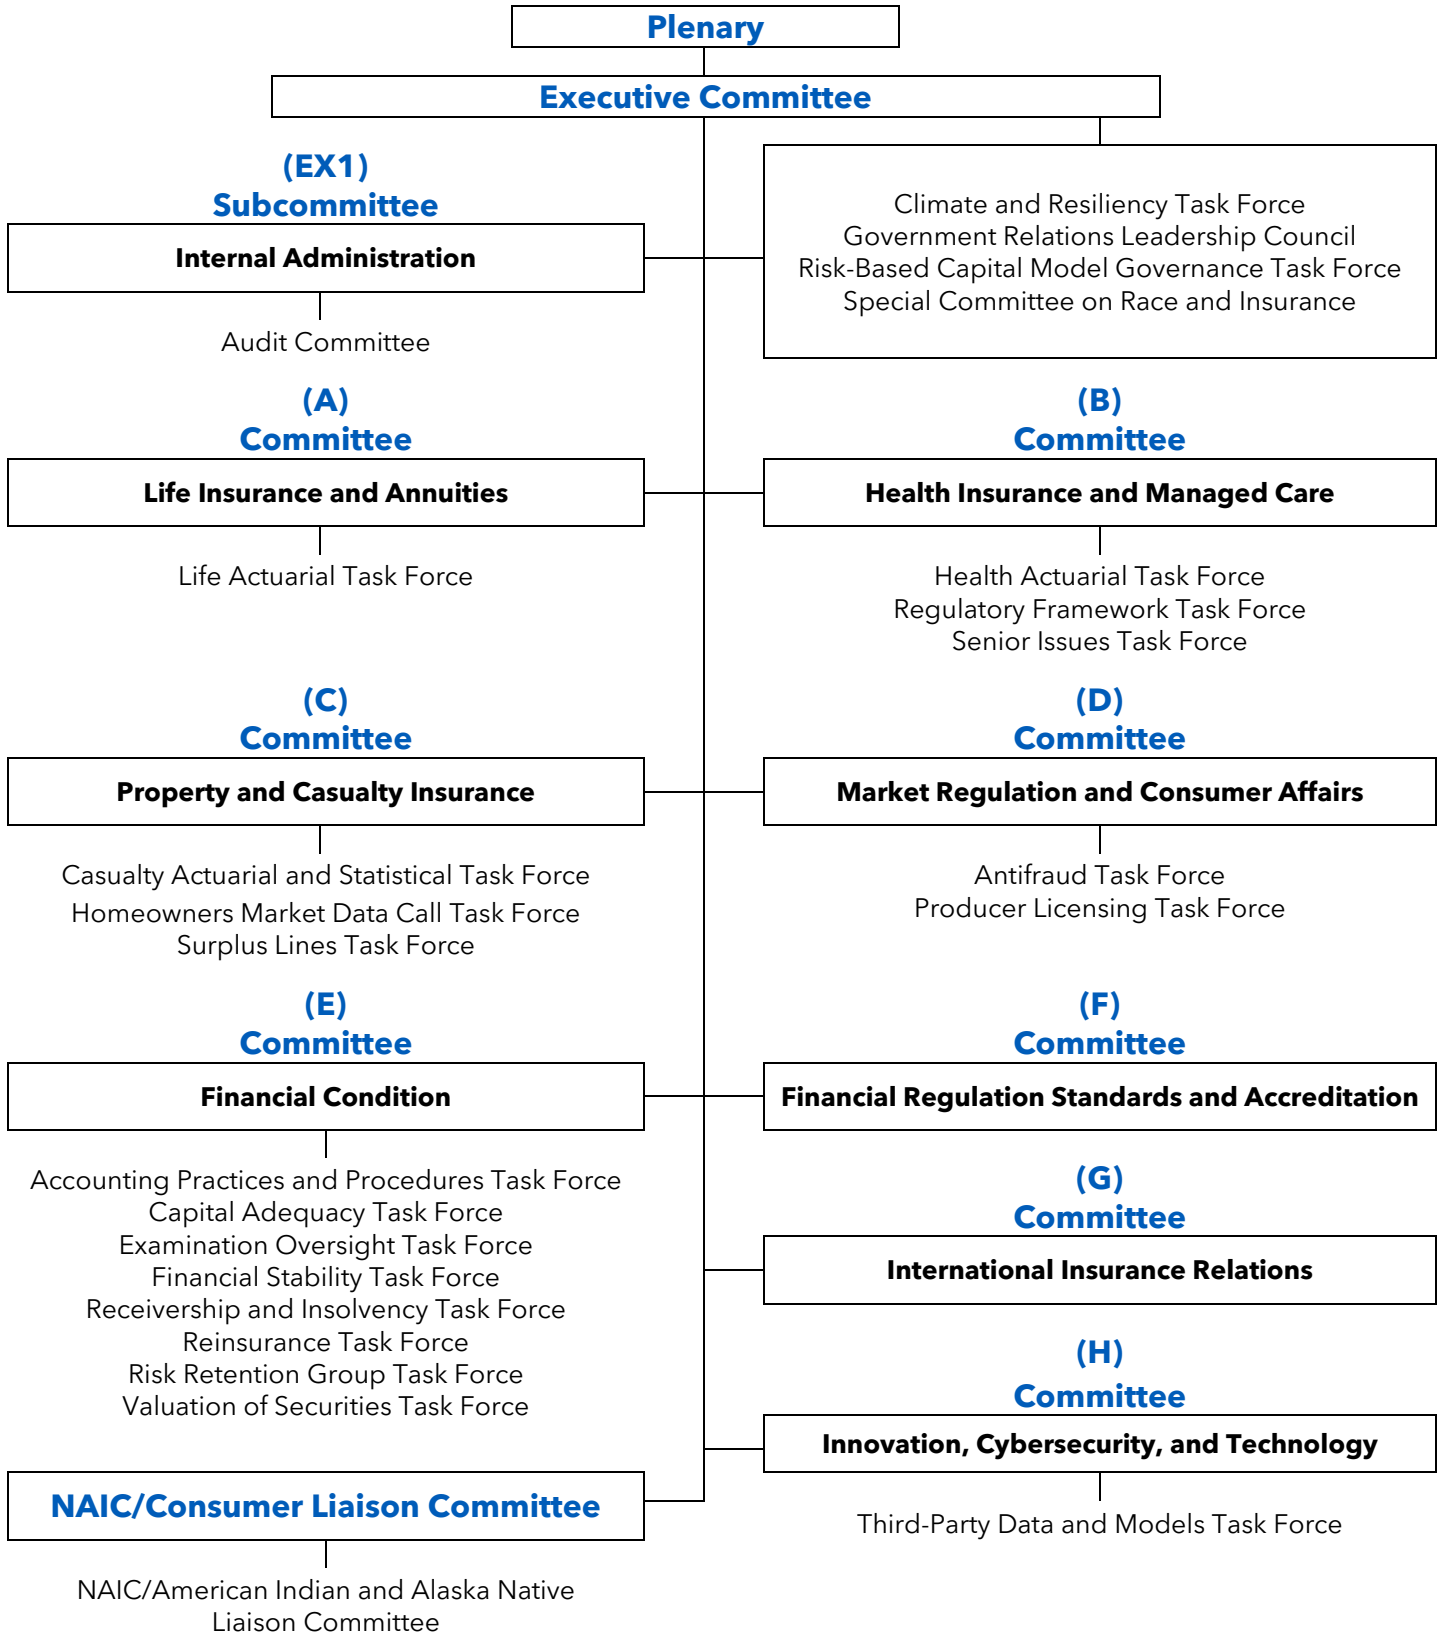 Plenary
Executive Committee
(EX1)
Subcommittee
Internal Administration
Audit Committee
Climate and Resiliency Task Force
Government Relations Leadership Council
Risk-Based Capital Model Governance Task Force
Special Committee on Race and Insurance
(A)
Committee
Life Insurance and Annuities
Life Actuarial Task Force
(B)
Committee
Health Insurance and Managed Care
Health Actuarial Task Force
Regulatory Framework Task Force
Senior Issues Task Force
(C)
Committee
Property and Casualty Insurance
Casualty Actuarial and Statistical Task Force
Homeowners Market Data Call Task Force
Surplus Lines Task Force
(D)
Committee
Market Regulation and Consumer Affairs
Antifraud Task Force
Producer Licensing Task Force
(E)
Committee
Financial Condition
Accounting Practices and Procedures Task Force
Capital Adequacy Task Force
Examination Oversight Task Force
Financial Stability Task Force
Receivership and Insolvency Task Force
Reinsurance Task Force
Risk Retention Group Task Force
Valuation of Securities Task Force
(F)
Committee
Financial Regulation Standards and Accreditation
(G)
Committee
International Insurance Relations
(H)
Committee
Innovation, Cybersecurity, and Technology
Third-Party Data and Models Task Force
NAIC/Consumer Liaison Committee
NAIC/American Indian and Alaska Native
Liaison Committee